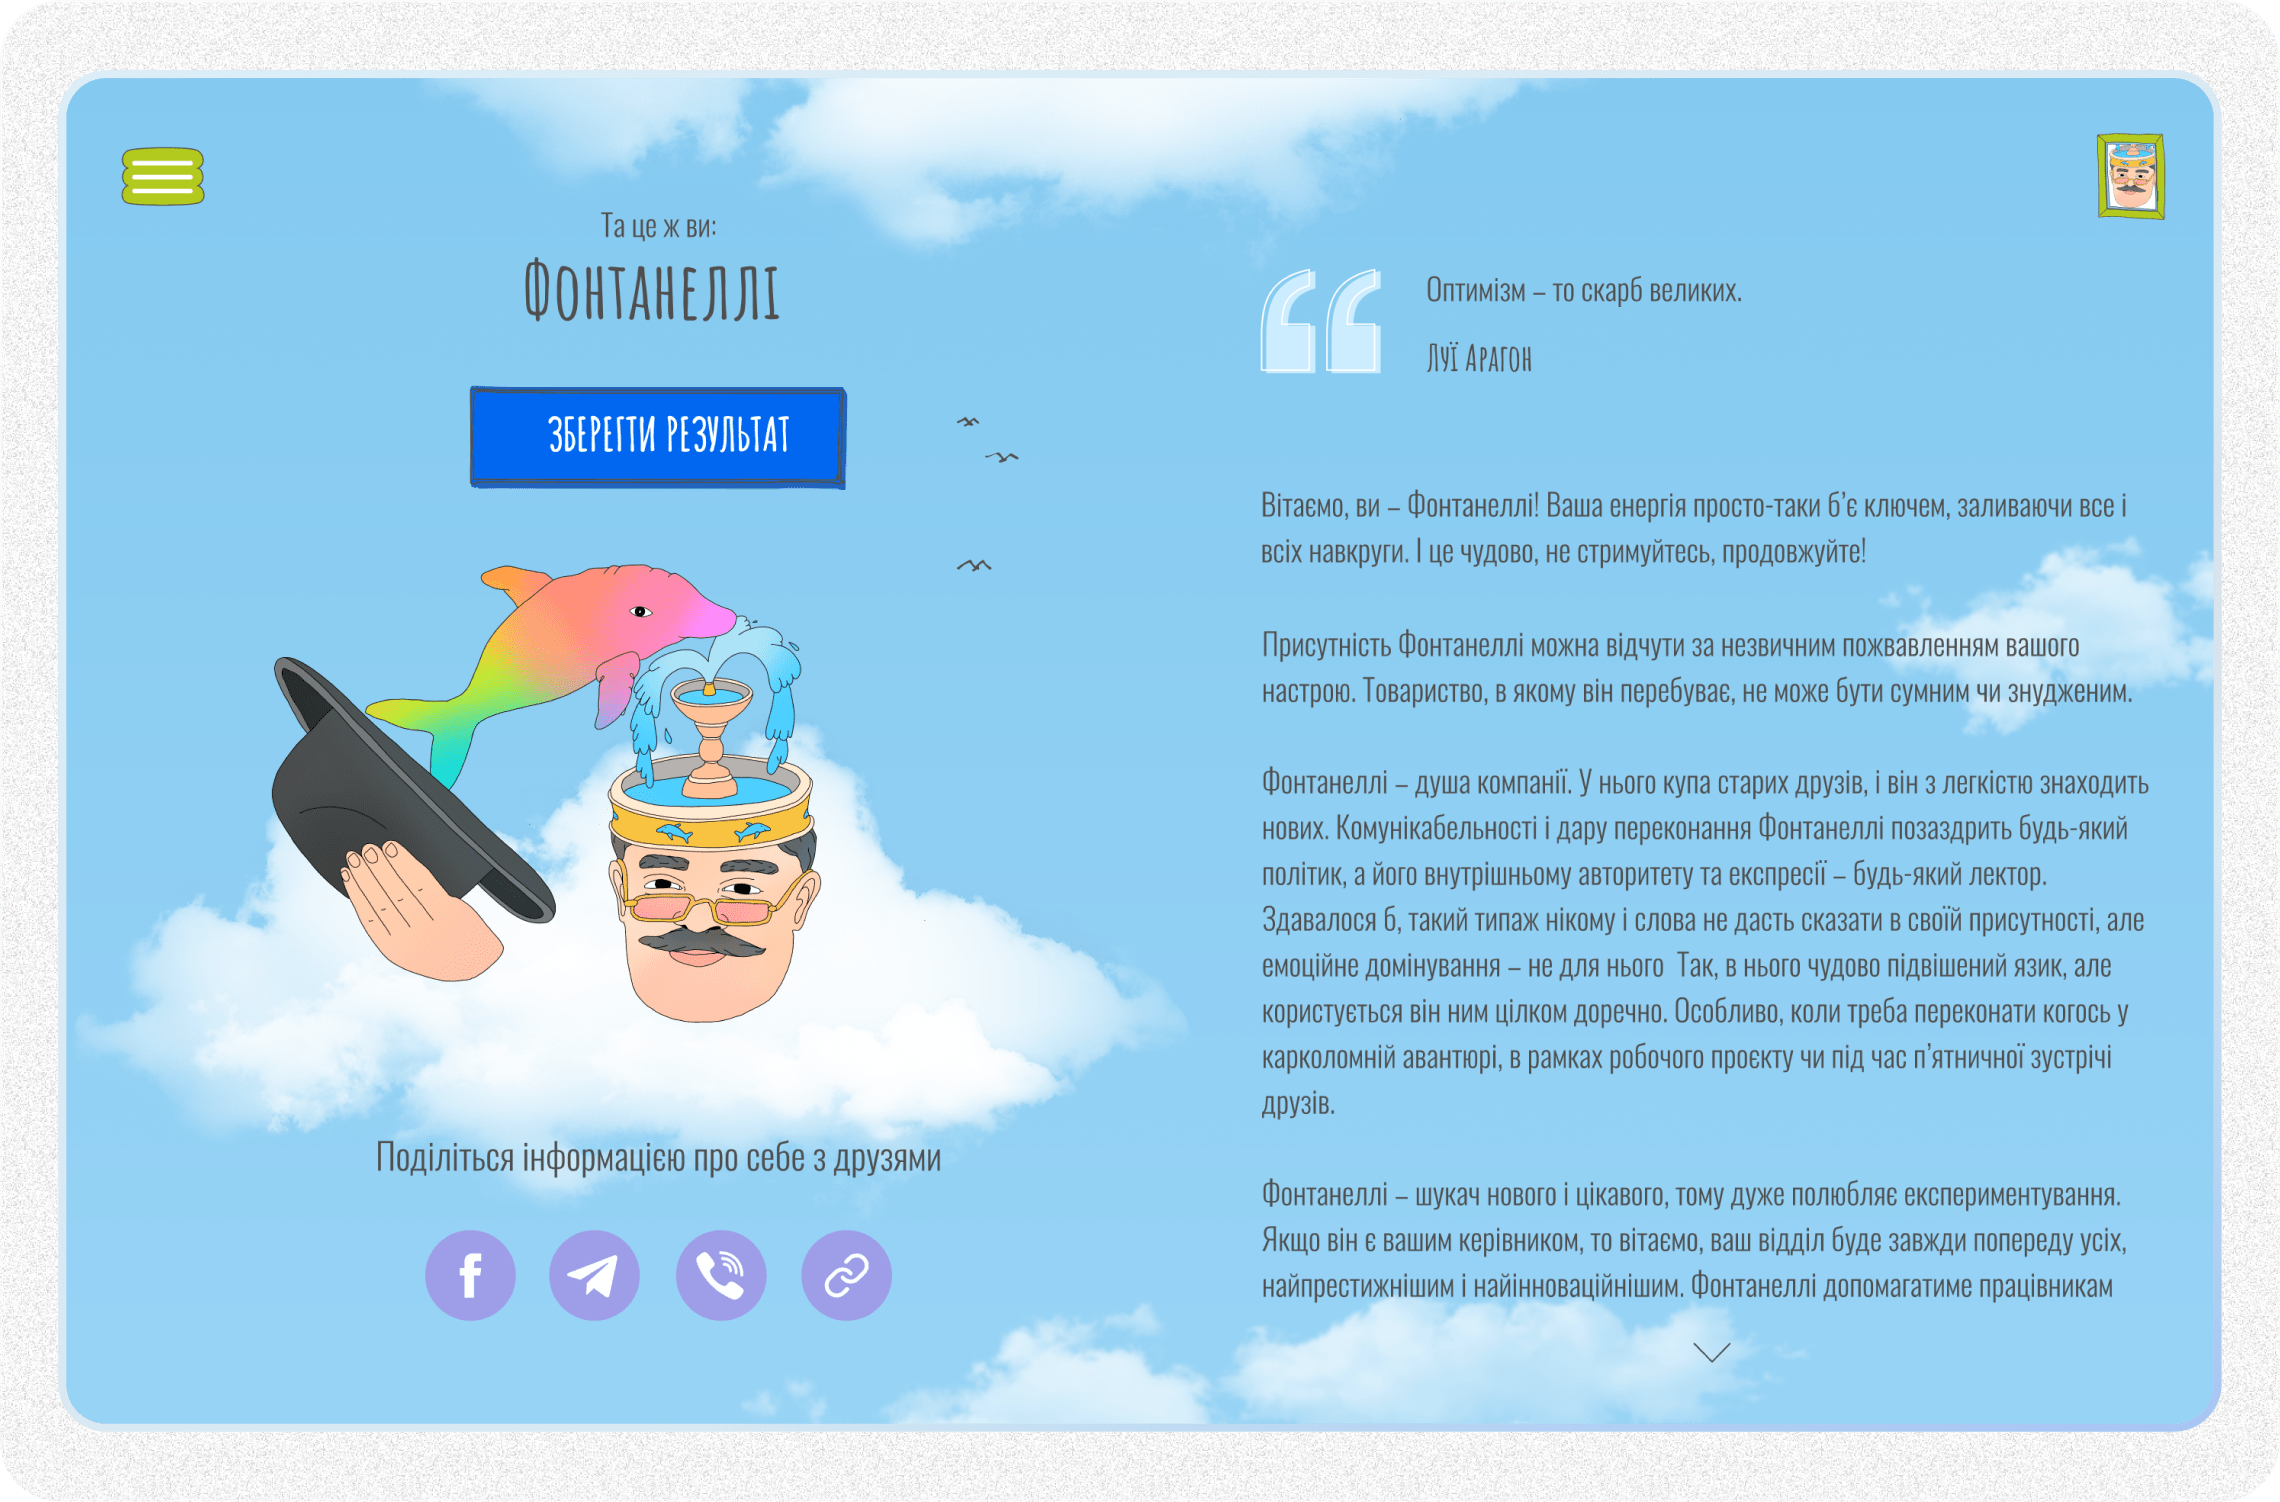 Та це ж ви:
Фонтанеллі
ЗБЕРЕГТИ РЕЗУЛЬТАТ
Поділіться інформацією про себе з друзями
Оптимізм – то скарб великих.
Луї Арагон
Вітаємо, ви – Фонтанеллі! Ваша енергія просто-таки б’є ключем, заливаючи все і
всіх навкруги. І це чудово, не стримуйтесь, продовжуйте!
Присутність Фонтанеллі можна відчути за незвичним пожвавленням вашого
настрою. Товариство, в якому він перебуває, не може бути сумним чи знудженим.
Фонтанеллі – душа компанії. У нього купа старих друзів, і він з легкістю знаходить
нових. Комунікабельності і дару переконання Фонтанеллі позаздрить будь-який
політик, а його внутрішньому авторитету та експресії – будь-який лектор.
Здавалося б, такий типаж нікому і слова не дасть сказати в своїй присутності, але
емоційне домінування – не для нього  Так, в нього чудово підвішений язик, але
користується він ним цілком доречно. Особливо, коли треба переконати когось у
карколомній авантюрі, в рамках робочого проєкту чи під час п’ятничної зустрічі
друзів.
Фонтанеллі – шукач нового і цікавого, тому дуже полюбляє експериментування.
Якщо він є вашим керівником, то вітаємо, ваш відділ буде завжди попереду усіх,
найпрестижнішим і найінноваційнішим. Фонтанеллі допомагатиме працівникам